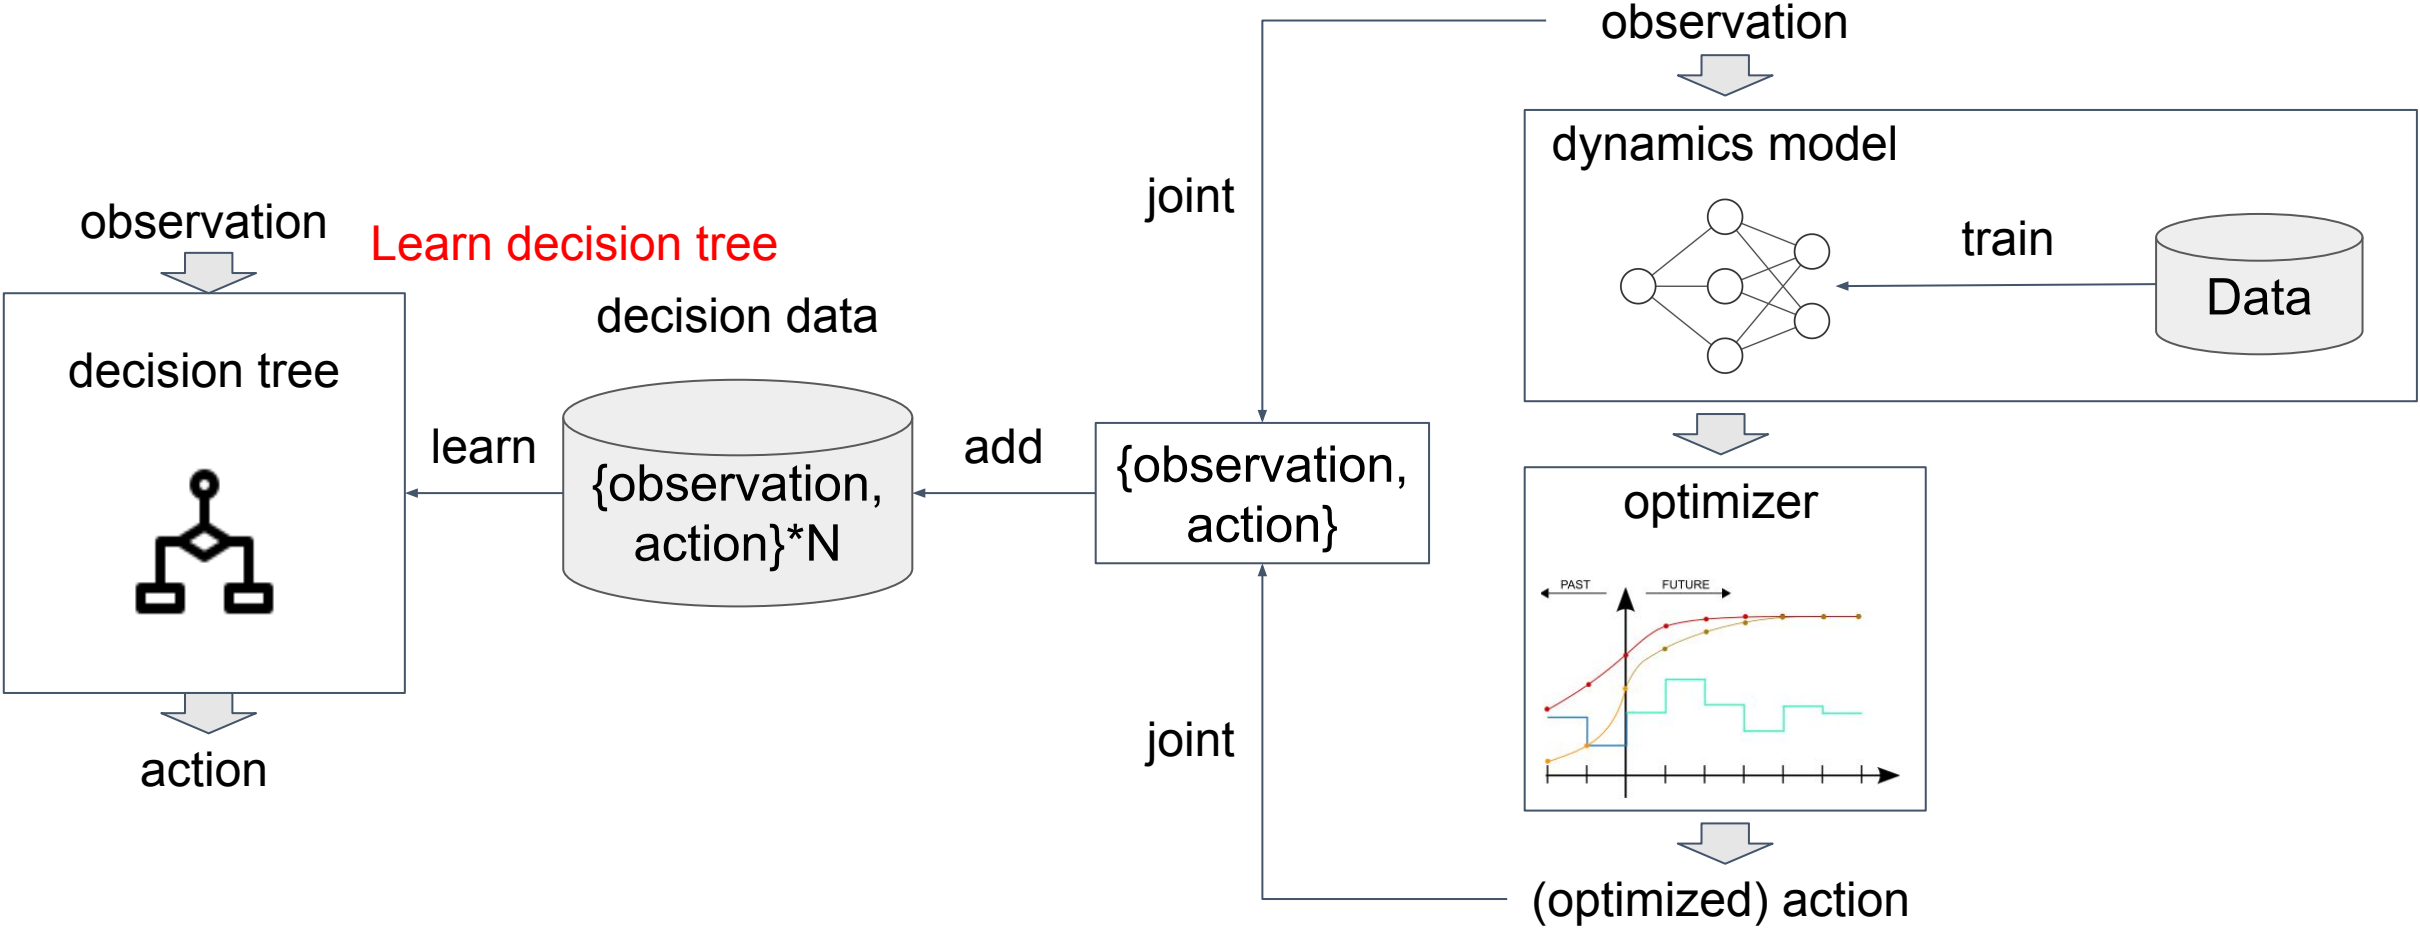 observation
dynamics model
train
Data
joint
observation
Learn decision tree
decision data
decision tree
learn
{observation,
action}*N
add
{observation,
action}
optimizer
PAST
FUTURE
joint
action
(optimized) action